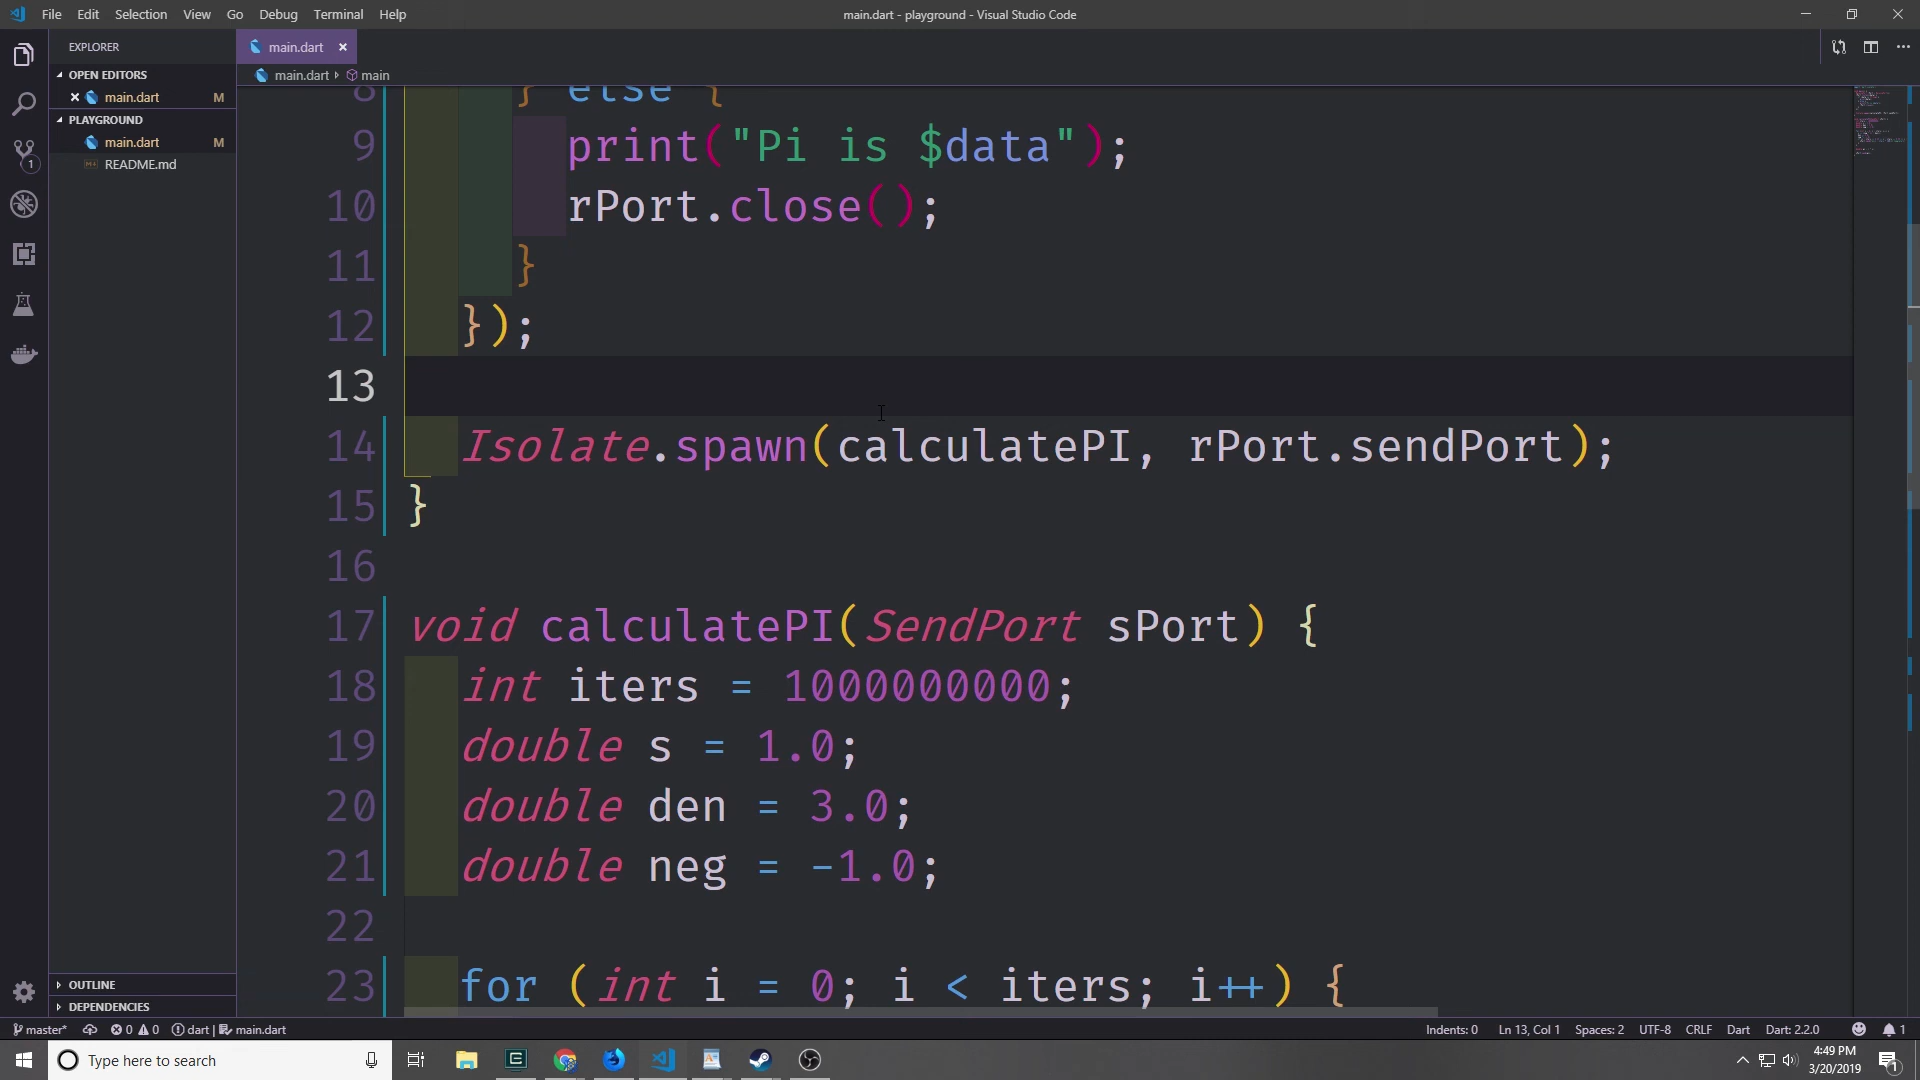 File Edit Selection View Go Debug Terminal Help
main.dart - playground - Visual Studio Code
EXPLORER
main.dart
OPEN EDITORS
main.dart › main
main.dart M
PLAYGROUND
main.dart M
README.md
8 } else {
9 print("Pi is $data");
10 rPort.close();
11 }
12 });
13
14 Isolate.spawn(calculatePI, rPort.sendPort);
15 }
16
17 void calculatePI(SendPort sPort) {
18 int iters = 1000000000;
19 double s = 1.0;
20 double den = 3.0;
21 double neg = -1.0;
22
23 for (int i = 0; i < iters; i++) {
1
OUTLINE
DEPENDENCIES
master* 0 0 dart | main.dart
Indents: 0 Ln 13, Col 1 Spaces: 2 UTF-8 CRLF Dart Dart: 2.2.0 1
Type here to search
4:49 PM
3/20/2019
1